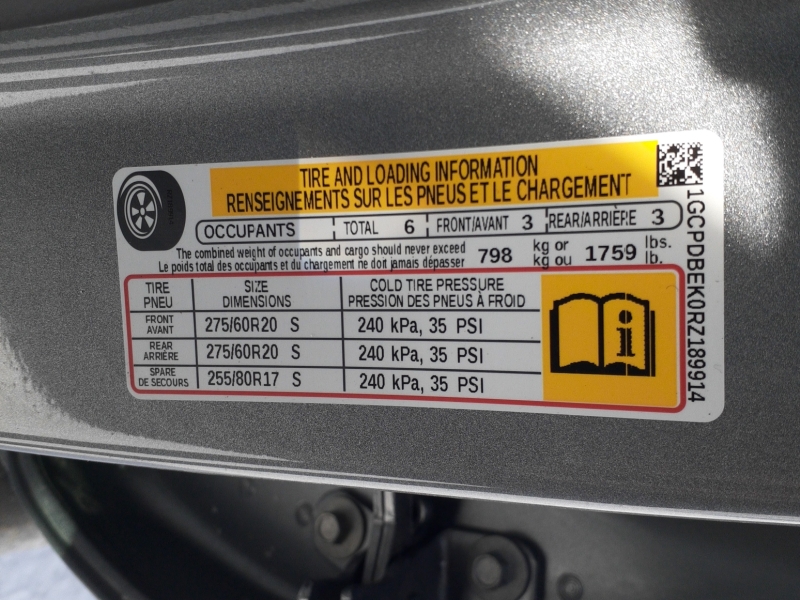 TIRE AND LOADING INFORMATION
RENSEIGNEMENTS SUR LES PNEUS ET LE CHARGEMENT
OCCUPANTS TOTAL 6 FRONT/AVANT 3 REAR/ARRIÈRE 3
The combined weight of occupants and cargo should never exceed 798 kg or 1759 lbs.
Le poids total des occupants et du chargement ne doit jamais dépasser kg ou lb.
TIRE SIZE COLD TIRE PRESSURE
PNEU DIMENSIONS PRESSION DES PNEUS À FROID
FRONT
AVANT 275/60R20 S 240 kPa, 35 PSI
REAR
ARRIÈRE 275/60R20 S 240 kPa, 35 PSI
SPARE
DE SECOURS 255/80R17 S 240 kPa, 35 PSI
i
1GCPDBEK0RZ189914